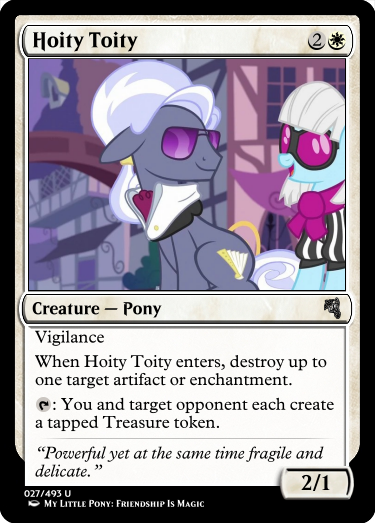 Hoity Toity 2
Creature — Pony
Vigilance
When Hoity Toity enters, destroy up to
one target artifact or enchantment.
: You and target opponent each create
a tapped Treasure token.
“Powerful yet at the same time fragile and
delicate.”
2/1
027/493 U
My Little Pony: Friendship Is Magic